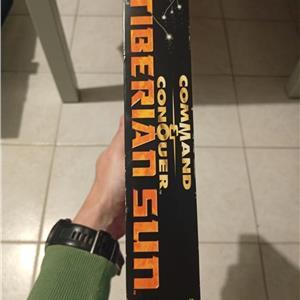 COMMAND
&
CONQUER
TIBERIAN SUN